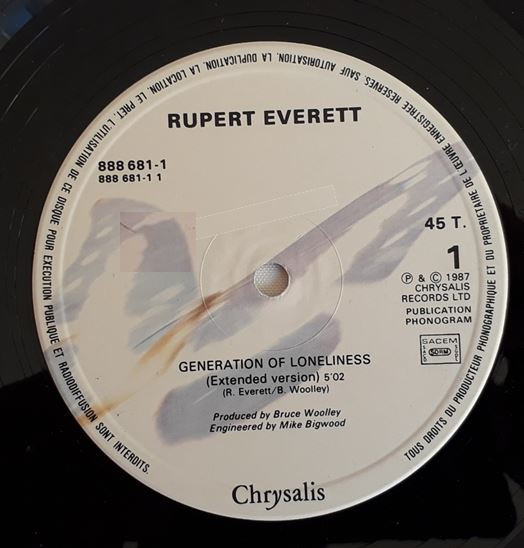 TOUS DROITS DU PRODUCTEUR PHONOGRAPHIQUE ET DU PROPRIETAIRE DE L'ŒUVRE ENREGISTREE RESERVES. SAUF AUTORISATION, LA DUPLICATION, LA LOCATION, LE PRET, L'UTILISATION DE CE DISQUE POUR EXECUTION PUBLIQUE ET RADIODIFFUSION SONT INTERDITS.
RUPERT EVERETT
888 681-1
888 681-1 1
45 T.
1
Ⓟ & © 1987
CHRYSALIS
RECORDS LTD
PUBLICATION
PHONOGRAM
SACEM
SDRM
GENERATION OF LONELINESS
(Extended version) 5'02
(R. Everett/B. Woolley)
Produced by Bruce Woolley
Engineered by Mike Bigwood
Chrysalis